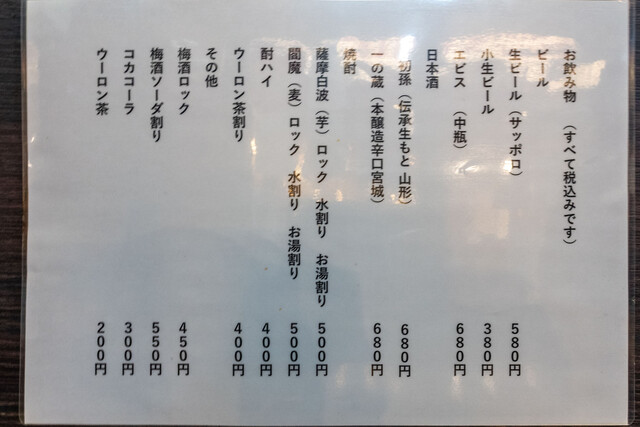 お飲み物　（すべて税込みです）
ビール
生ビール（サッポロ）　580円
小生ビール　380円
エビス　（中瓶）　680円
日本酒
初孫（伝承生もと 山形）　680円
一の蔵（本醸造辛口宮城）　680円
焼酎
薩摩白波（芋）ロック　水割り　お湯割り　500円
閻魔（麦）ロック　水割り　お湯割り　500円
酎ハイ　400円
ウーロン茶割り　400円
その他
梅酒ロック　450円
梅酒ソーダ割り　550円
コカコーラ　300円
ウーロン茶　200円